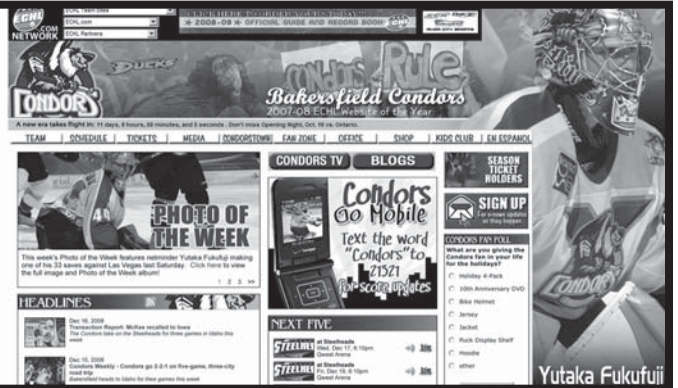 ECHL
.COM
NETWORK
ECHL Team Sites
ECHL.com
ECHL Partners
2008-09 ★ OFFICIAL GUIDE AND RECORD BOOK
DUCKS
CONDORS
Condors Rule
Bakersfield Condors
2007-08 ECHL Website of the Year
A new era takes flight in: 11 days, 8 hours, 55 minutes, and 0 seconds. Don't miss Opening Night, Oct. 18 vs. Ontario.
TEAM | SCHEDULE | TICKETS | MEDIA | CONDORSTOWN | FAN ZONE | OFFICE | SHOP | KIDS CLUB | EN ESPANOL
PHOTO OF
THE WEEK
This week's Photo of the Week features netminder Yutaka Fukufuji making
one of his 33 saves against Las Vegas last Saturday. Click here to view
the full image and Photo of the Week album!
1 2 3 >>
HEADLINES
Dec 16, 2008
Transaction Report: McKee recalled to Iowa
The Condors take on the Steelheads for three games in Idaho this
week
Dec 15, 2008
Condors Weekly - Condors go 2-2-1 on five-game, three-city
road trip
Bakersfield heads to Idaho for thee games this week
CONDORS TV
BLOGS
Condors
Go Mobile
Text the word
"Condors" to
21321
for score updates
NEXT FIVE
STEELHEADS
at Steelheads
Wed, Dec 17, 6:10pm
Qwest Arena
STEELHEADS
at Steelheads
Fri, Dec 19, 6:10pm
Qwest Arena
SEASON
TICKET
HOLDERS
SIGN UP
For e-news updates
as they happen
CONDORS FAN POLL
What are you giving the
Condors fan in your life
for the holidays?
Holiday 4-Pack
10th Anniversary DVD
Bike Helmet
Jersey
Jacket
Puck Display Shelf
Hoodie
other
Yutaka Fukufuji